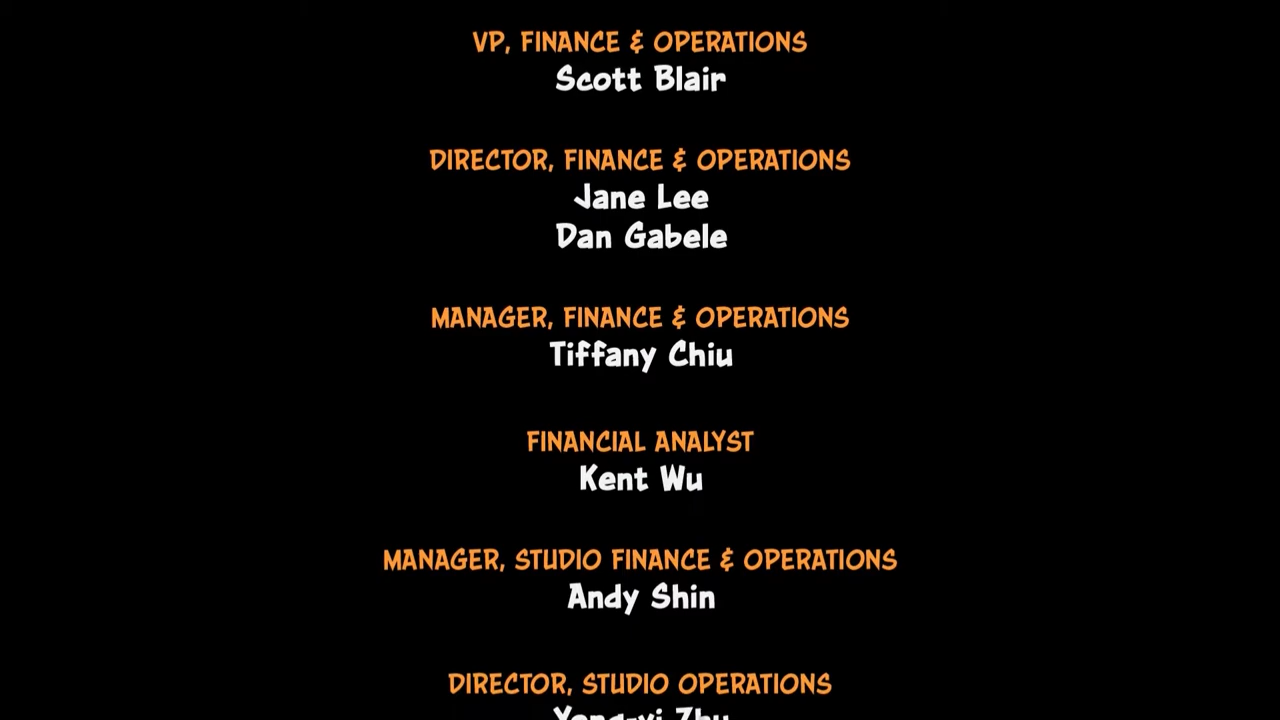 VP, FINANCE & OPERATIONS
Scott Blair
DIRECTOR, FINANCE & OPERATIONS
Jane Lee
Dan Gabele
MANAGER, FINANCE & OPERATIONS
Tiffany Chiu
FINANCIAL ANALYST
Kent Wu
MANAGER, STUDIO FINANCE & OPERATIONS
Andy Shin
DIRECTOR, STUDIO OPERATIONS